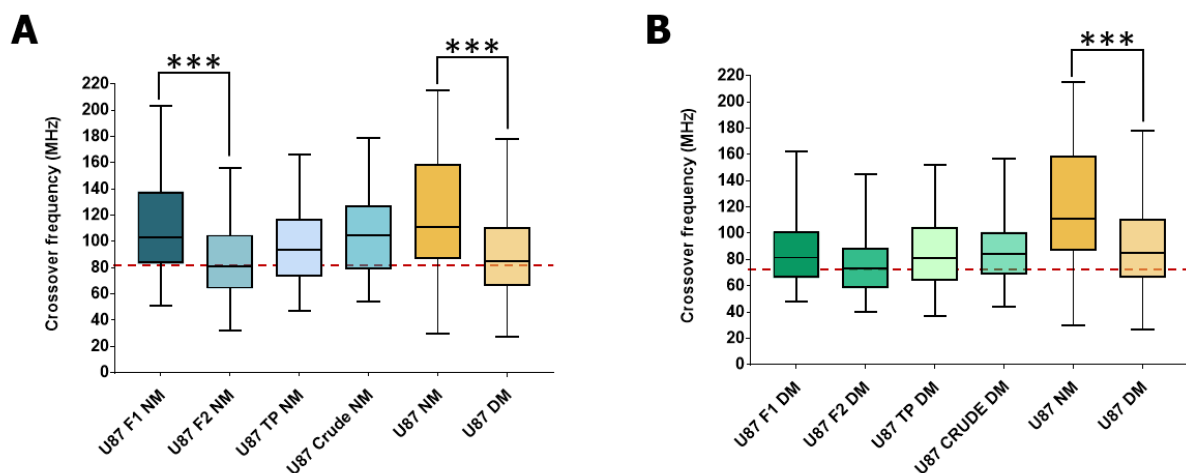 A
***
***
Crossover frequency (MHz)
220
200
180
160
140
120
100
80
60
40
20
0
U87 F1 NM
U87 F2 NM
U87 TP NM
U87 Crude NM
U87 NM
U87 DM
B
***
Crossover frequency (MHz)
220
200
180
160
140
120
100
80
60
40
20
0
U87 F1 DM
U87 F2 DM
U87 TP DM
U87 CRUDE DM
U87 NM
U87 DM